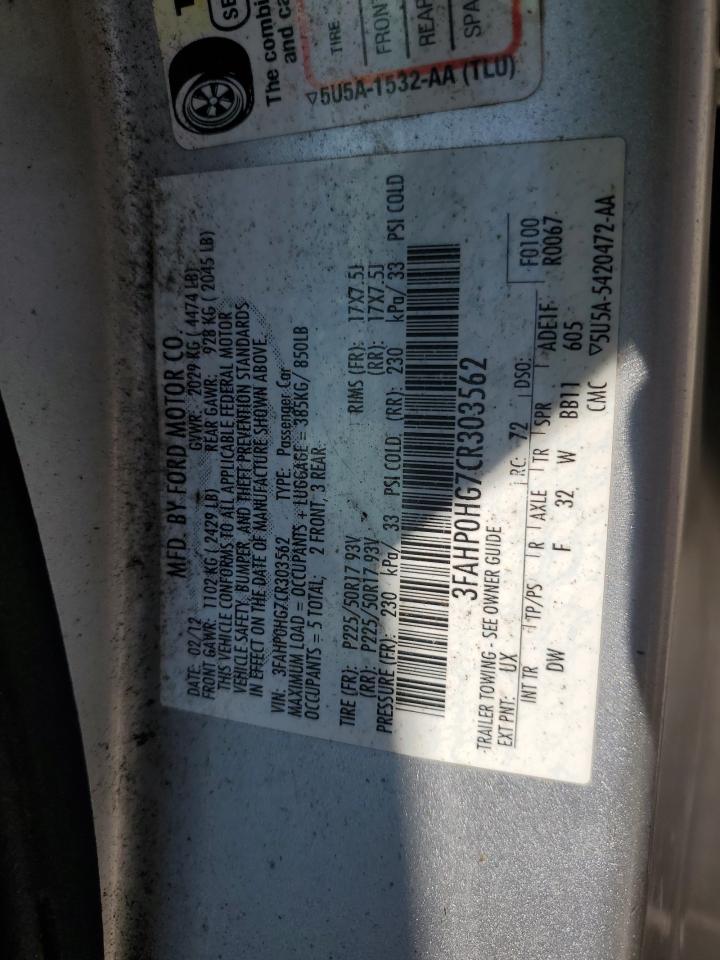 SE
The combi
and ca
TIRE
FRONT
REAR
SPA
▽5U5A-1532-AA (TLU)
MFD. BY FORD MOTOR CO.
DATE: 02/12 GVWR: 2029 KG ( 4474 LB)
FRONT GAWR: 1102 KG ( 2429 LB) REAR GAWR: 928 KG ( 2045 LB)
THIS VEHICLE CONFORMS TO ALL APPLICABLE FEDERAL MOTOR
VEHICLE SAFETY, BUMPER, AND THEFT PREVENTION STANDARDS
IN EFFECT ON THE DATE OF MANUFACTURE SHOWN ABOVE.
VIN: 3FAHP0HG7CR303562 TYPE: Passenger Car
MAXIMUM LOAD = OCCUPANTS + LUGGAGE = 385KG/ 850LB
OCCUPANTS = 5 TOTAL; 2 FRONT, 3 REAR
TIRE (FR): P225/50R17 93V RIMS (FR): 17X7.5J
(RR): P225/50R17 93V (RR): 17X7.5J
PRESSURE (FR): 230 kPa/ 33 PSI COLD (RR): 230 kPa/ 33 PSI COLD
3FAHP0HG7CR303562
TRAILER TOWING - SEE OWNER GUIDE
EXT PNT: UX RC: 72 DSO: F0100
INT TR TP/PS R AXLE TR SPR ADE1F R0067
DW F 32 W BB11 605
CMC ▽5U5A-5420472-AA